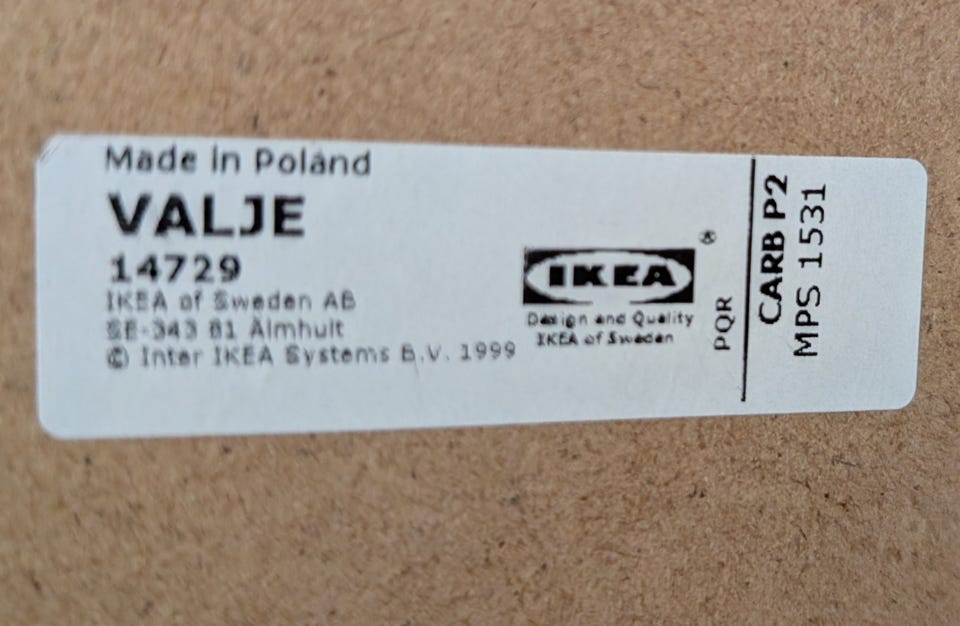 Made in Poland
VALJE
14729
IKEA of Sweden AB
SE-343 81 Älmhult
© Inter IKEA Systems B.V. 1999
IKEA®
Design and Quality
IKEA of Sweden
PQR
CARB P2
MPS 1531